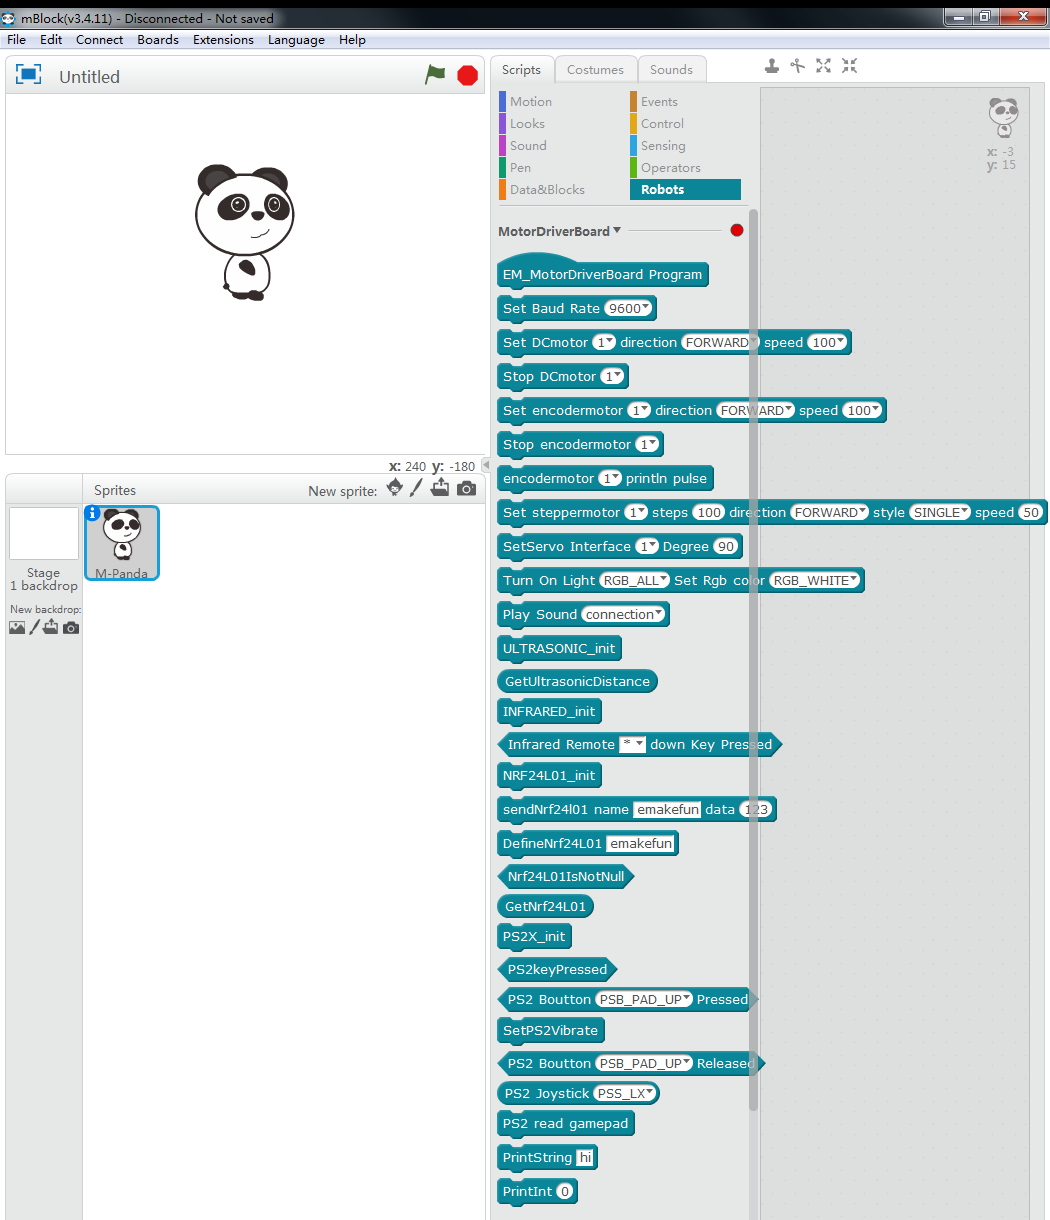 mBlock(v3.4.11) - Disconnected - Not saved
File Edit Connect Boards Extensions Language Help
Untitled
Scripts Costumes Sounds
Motion Events
Looks Control
Sound Sensing
Pen Operators
Data&Blocks Robots
x: -3
y: 15
MotorDriverBoard
EM_MotorDriverBoard Program
Set Baud Rate 9600
Set DCmotor 1 direction FORWARD speed 100
Stop DCmotor 1
Set encodermotor 1 direction FORWARD speed 100
Stop encodermotor 1
encodermotor 1 println pulse
Set steppermotor 1 steps 100 direction FORWARD style SINGLE speed 50
SetServo Interface 1 Degree 90
Turn On Light RGB_ALL Set Rgb color RGB_WHITE
Play Sound connection
ULTRASONIC_init
GetUltrasonicDistance
INFRARED_init
Infrared Remote * down Key Pressed
NRF24L01_init
sendNrf24l01 name emakefun data 123
DefineNrf24L01 emakefun
Nrf24L01IsNotNull
GetNrf24L01
PS2X_init
PS2keyPressed
PS2 Boutton PSB_PAD_UP Pressed
SetPS2Vibrate
PS2 Boutton PSB_PAD_UP Released
PS2 Joystick PSS_LX
PS2 read gamepad
PrintString hi
PrintInt 0
x: 240 y: -180
Sprites New sprite:
M-Panda
Stage
1 backdrop
New backdrop: